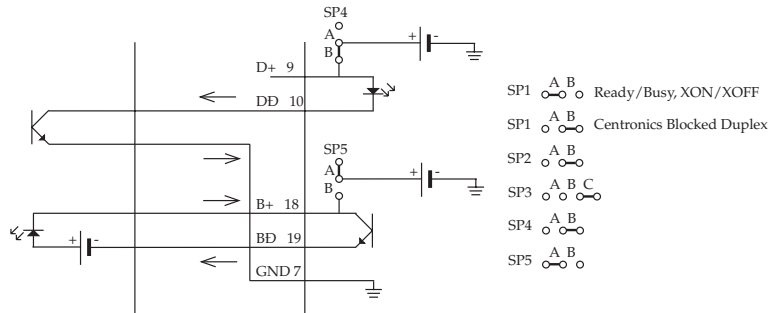 SP4
A
B
+ -
D+ 9
DĐ 10
SP5
A
B
+ -
B+ 18
BĐ 19
+ -
GND 7
SP1 A B Ready/Busy, XON/XOFF
SP1 A B Centronics Blocked Duplex
SP2 A B
SP3 A B C
SP4 A B
SP5 A B